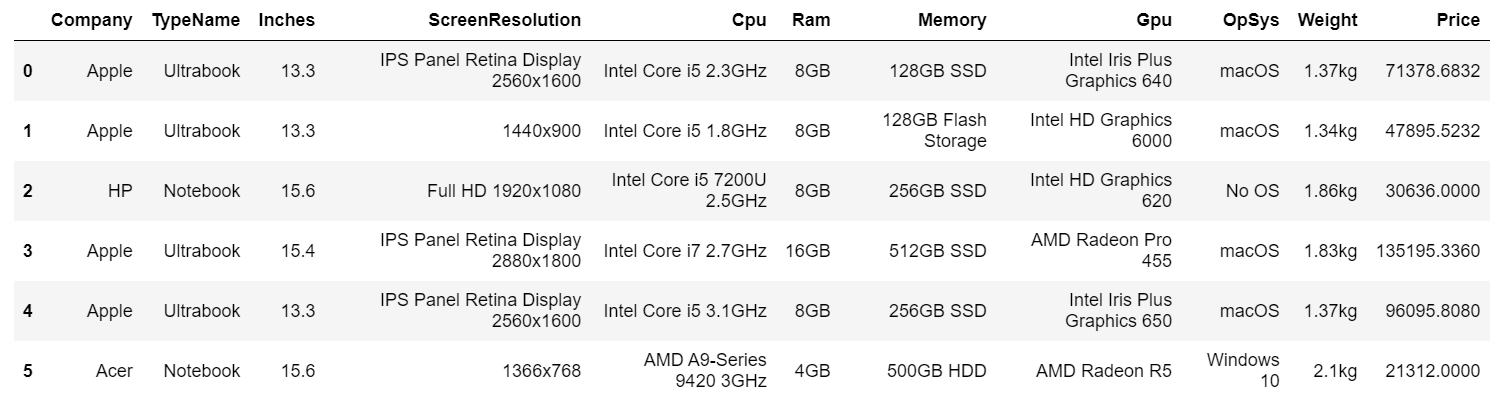 Company TypeName Inches ScreenResolution Cpu Ram Memory Gpu OpSys Weight Price
0 Apple Ultrabook 13.3 IPS Panel Retina Display 2560x1600 Intel Core i5 2.3GHz 8GB 128GB SSD Intel Iris Plus Graphics 640 macOS 1.37kg 71378.6832
1 Apple Ultrabook 13.3 1440x900 Intel Core i5 1.8GHz 8GB 128GB Flash Storage Intel HD Graphics 6000 macOS 1.34kg 47895.5232
2 HP Notebook 15.6 Full HD 1920x1080 Intel Core i5 7200U 2.5GHz 8GB 256GB SSD Intel HD Graphics 620 No OS 1.86kg 30636.0000
3 Apple Ultrabook 15.4 IPS Panel Retina Display 2880x1800 Intel Core i7 2.7GHz 16GB 512GB SSD AMD Radeon Pro 455 macOS 1.83kg 135195.3360
4 Apple Ultrabook 13.3 IPS Panel Retina Display 2560x1600 Intel Core i5 3.1GHz 8GB 256GB SSD Intel Iris Plus Graphics 650 macOS 1.37kg 96095.8080
5 Acer Notebook 15.6 1366x768 AMD A9-Series 9420 3GHz 4GB 500GB HDD AMD Radeon R5 Windows 10 2.1kg 21312.0000